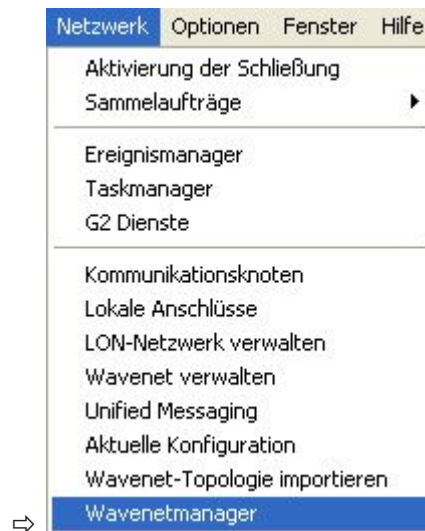 Netzwerk Optionen Fenster Hilfe
Aktivierung der Schließung
Sammelaufträge
Ereignismanager
Taskmanager
G2 Dienste
Kommunikationsknoten
Lokale Anschlüsse
LON-Netzwerk verwalten
Wavenet verwalten
Unified Messaging
Aktuelle Konfiguration
Wavenet-Topologie importieren
Wavenetmanager